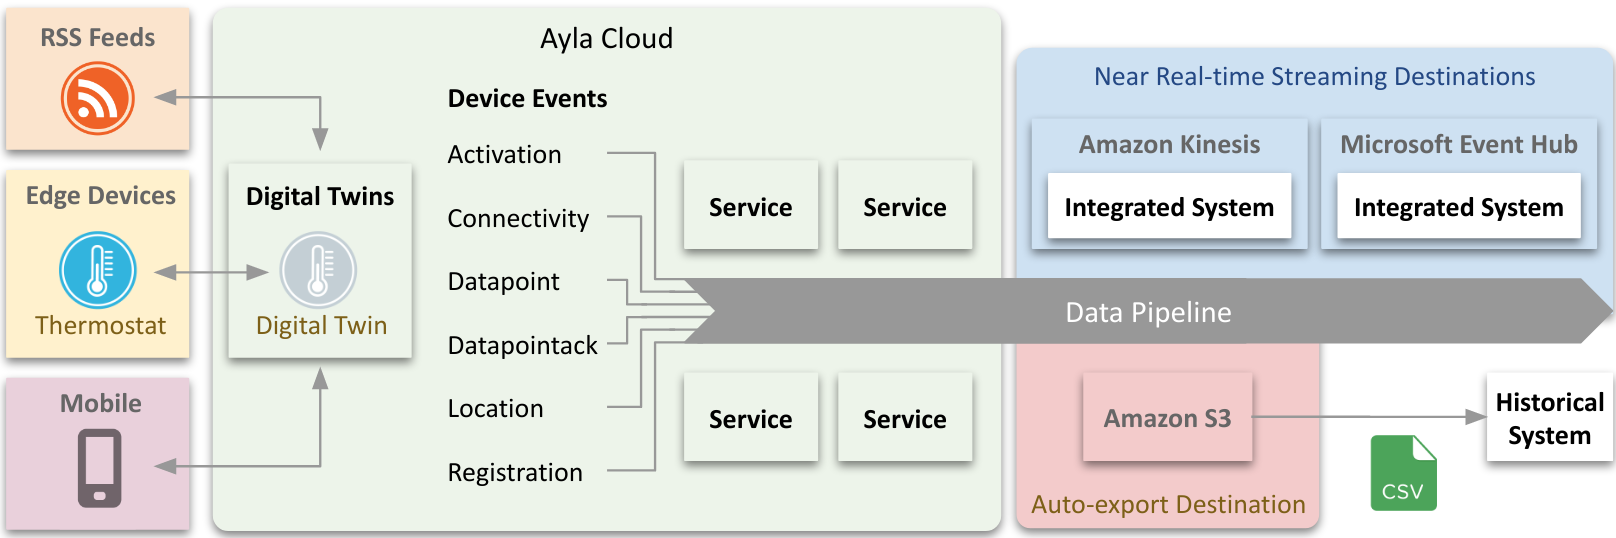 RSS Feeds
Edge Devices
Thermostat
Mobile
Ayla Cloud
Digital Twins
Digital Twin
Device Events
Activation
Connectivity
Datapoint
Datapointack
Location
Registration
Service
Service
Service
Service
Near Real-time Streaming Destinations
Amazon Kinesis
Integrated System
Microsoft Event Hub
Integrated System
Data Pipeline
Amazon S3
Auto-export Destination
CSV
Historical
System